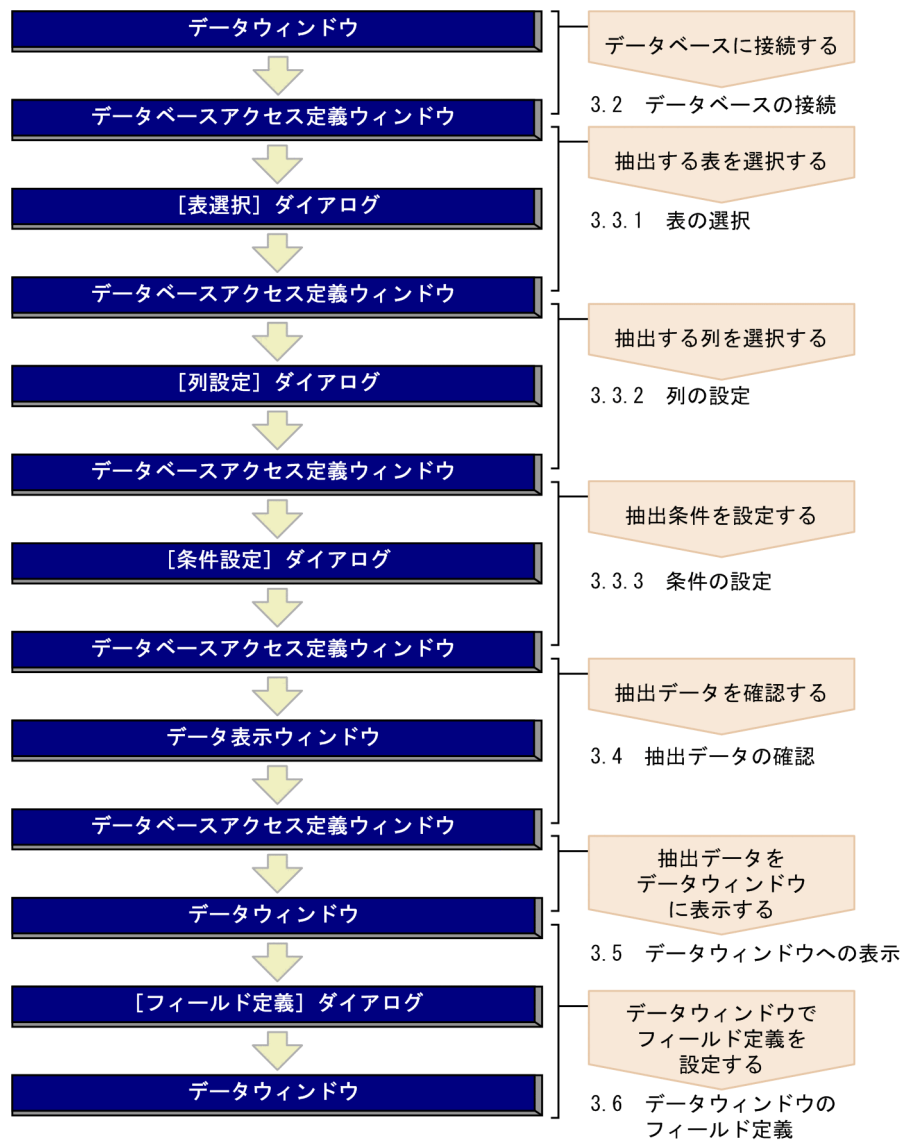 データウィンドウ
データベースに接続する
3.2 データベースの接続
データベースアクセス定義ウィンドウ
抽出する表を選択する
[表選択] ダイアログ
3.3.1 表の選択
データベースアクセス定義ウィンドウ
抽出する列を選択する
[列設定] ダイアログ
3.3.2 列の設定
データベースアクセス定義ウィンドウ
抽出条件を設定する
[条件設定] ダイアログ
3.3.3 条件の設定
データベースアクセス定義ウィンドウ
抽出データを確認する
データ表示ウィンドウ
3.4 抽出データの確認
データベースアクセス定義ウィンドウ
抽出データを
データウィンドウ
に表示する
データウィンドウ
3.5 データウィンドウへの表示
[フィールド定義] ダイアログ
データウィンドウで
フィールド定義を
設定する
データウィンドウ
3.6 データウィンドウの
フィールド定義